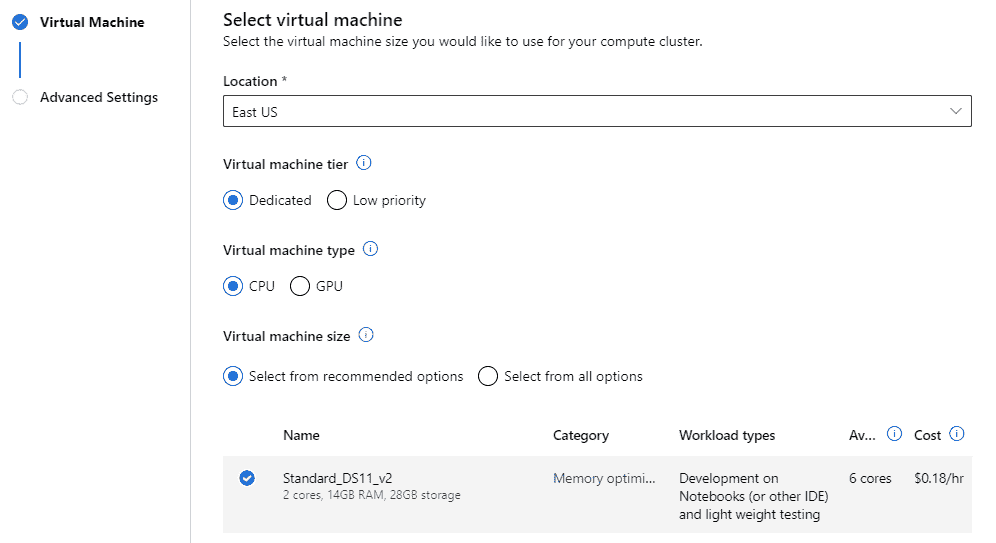 Virtual Machine
Advanced Settings
Select virtual machine
Select the virtual machine size you would like to use for your compute cluster.
Location *
East US
Virtual machine tier
Dedicated Low priority
Virtual machine type
CPU GPU
Virtual machine size
Select from recommended options Select from all options
Name Category Workload types Av... Cost
Standard_DS11_v2 Memory optimi... Development on 6 cores $0.18/hr
2 cores, 14GB RAM, 28GB storage Notebooks (or other IDE)
and light weight testing